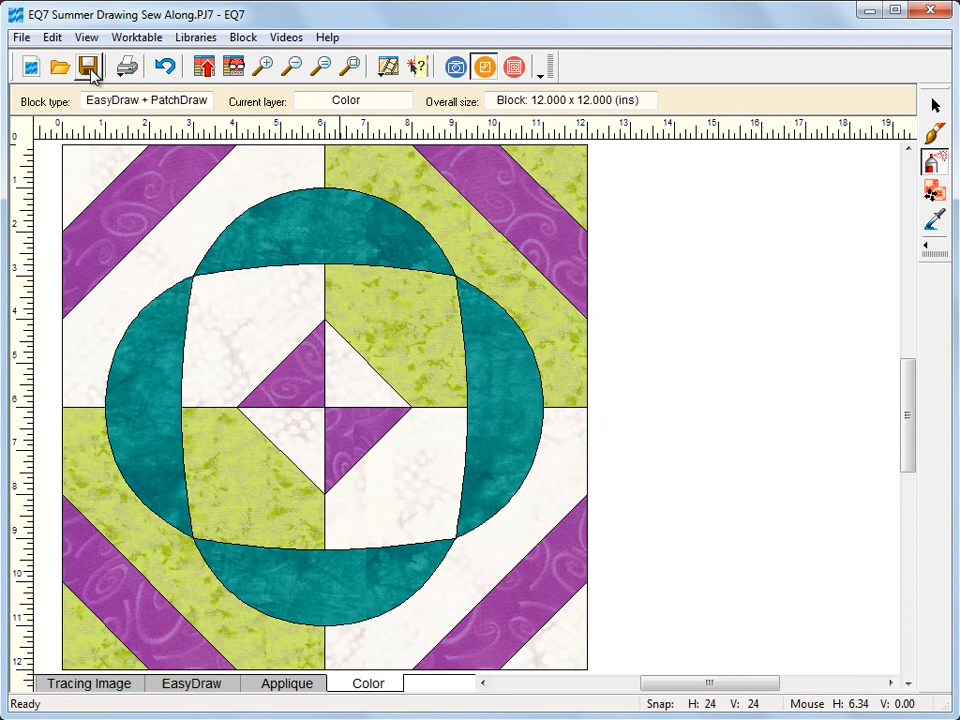 EQ7 Summer Drawing Sew Along.PJ7 - EQ7
File Edit View Worktable Libraries Block Videos Help
Block type: EasyDraw + PatchDraw Current layer: Color Overall size: Block: 12.000 x 12.000 (ins)
0 1 2 3 4 5 6 7 8 9 10 11 12 13 14 15 16 17 18 19
0
1
2
3
4
5
6
7
8
9
10
11
12
Tracing Image EasyDraw Applique Color
Ready Snap: H: 24 V: 24 Mouse H: 6.34 V: 0.00